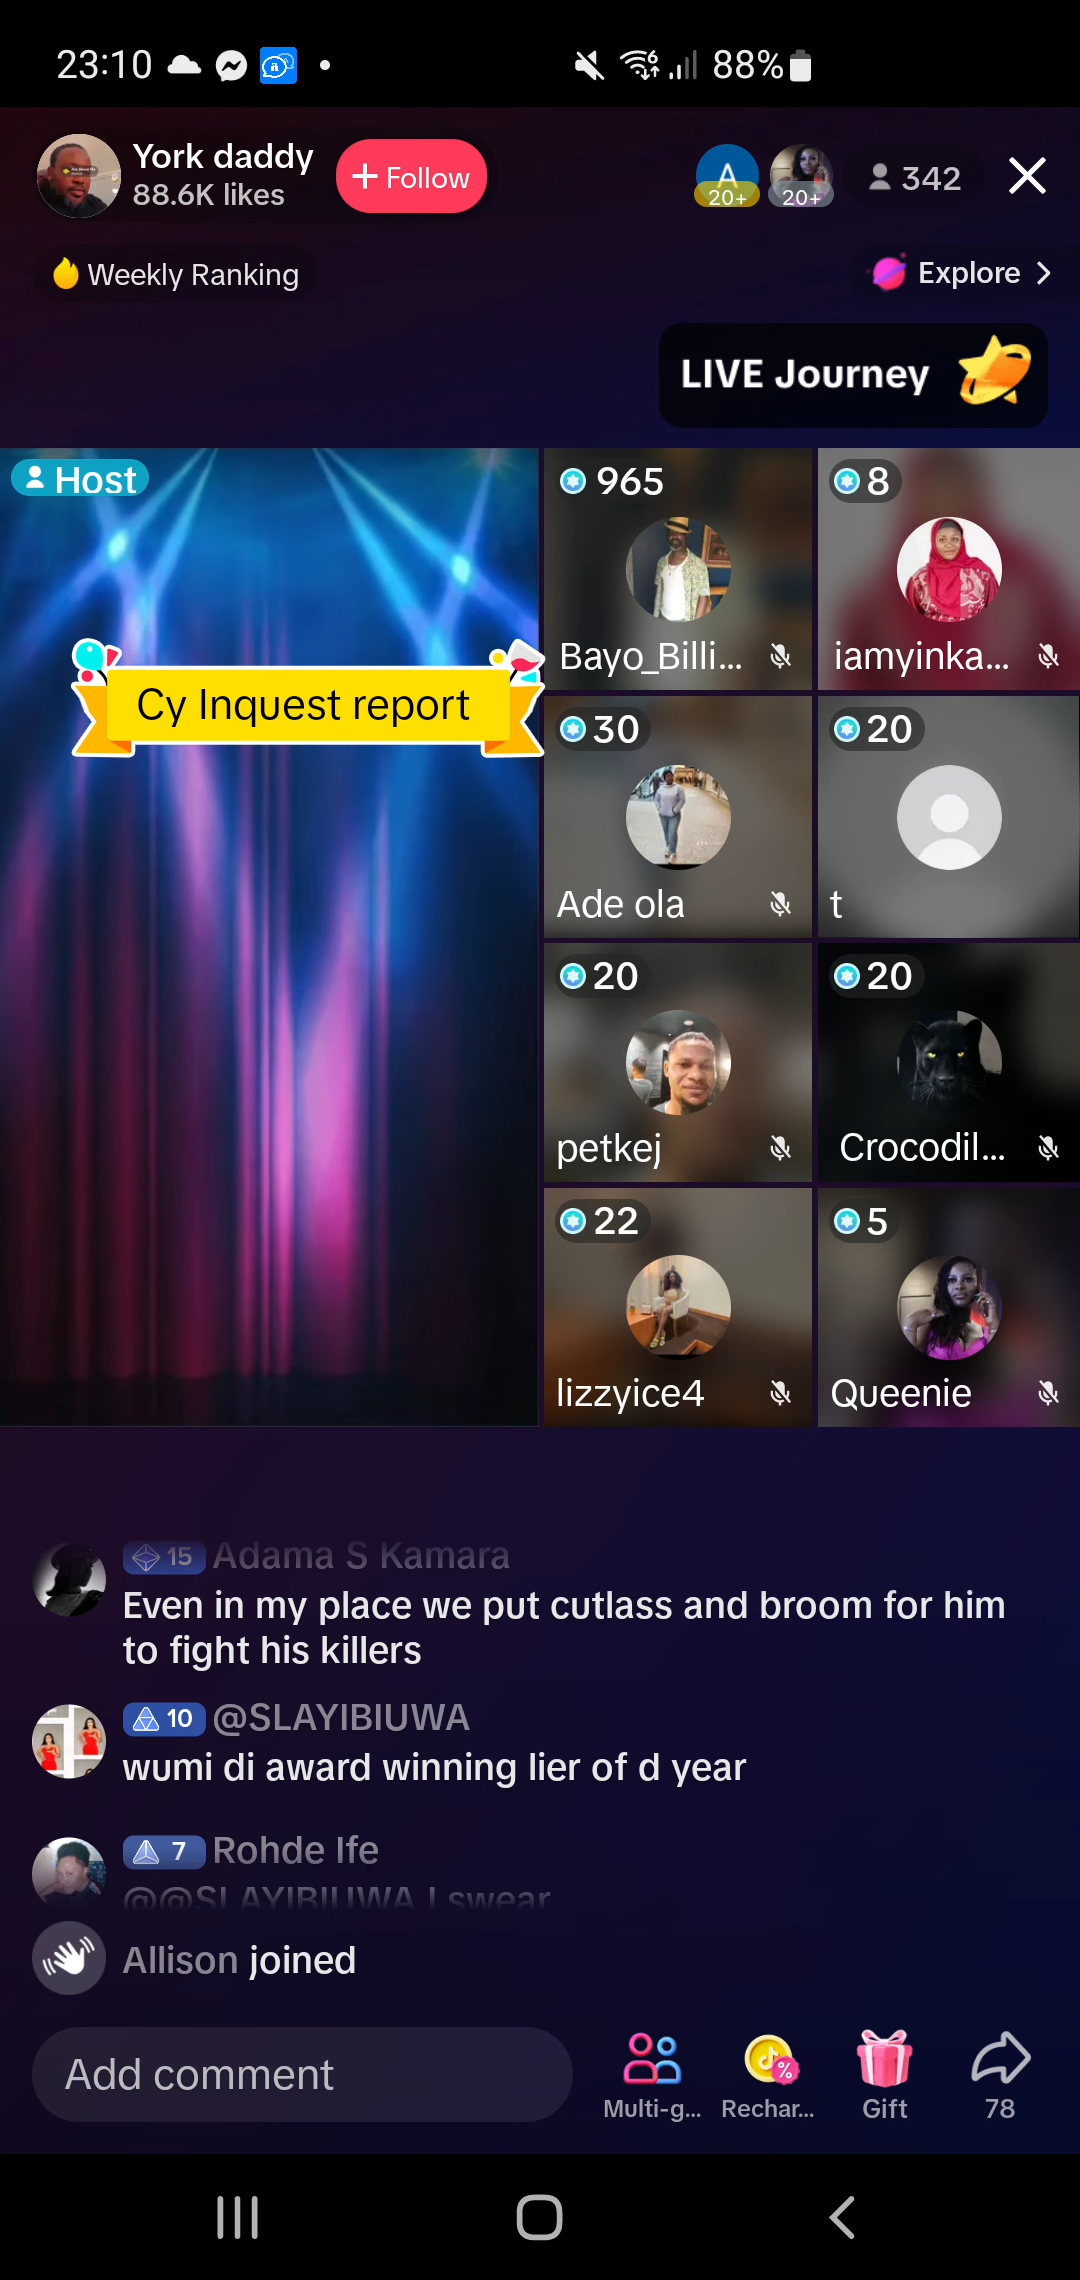 23:10
88%
York daddy
88.6K likes
+ Follow
A
20+
20+
342
Weekly Ranking
Explore >
LIVE Journey
Host
Cy Inquest report
965
Bayo_Billi...
8
iamyinka...
30
Ade ola
20
t
20
petkej
20
Crocodil...
22
lizzyice4
5
Queenie
15 Adama S Kamara
Even in my place we put cutlass and broom for him
to fight his killers
10 @SLAYIBIUWA
wumi di award winning lier of d year
7 Rohde Ife
@@SLAYIBIUWA I swear
Allison joined
Add comment
Multi-g...
Rechar...
Gift
78